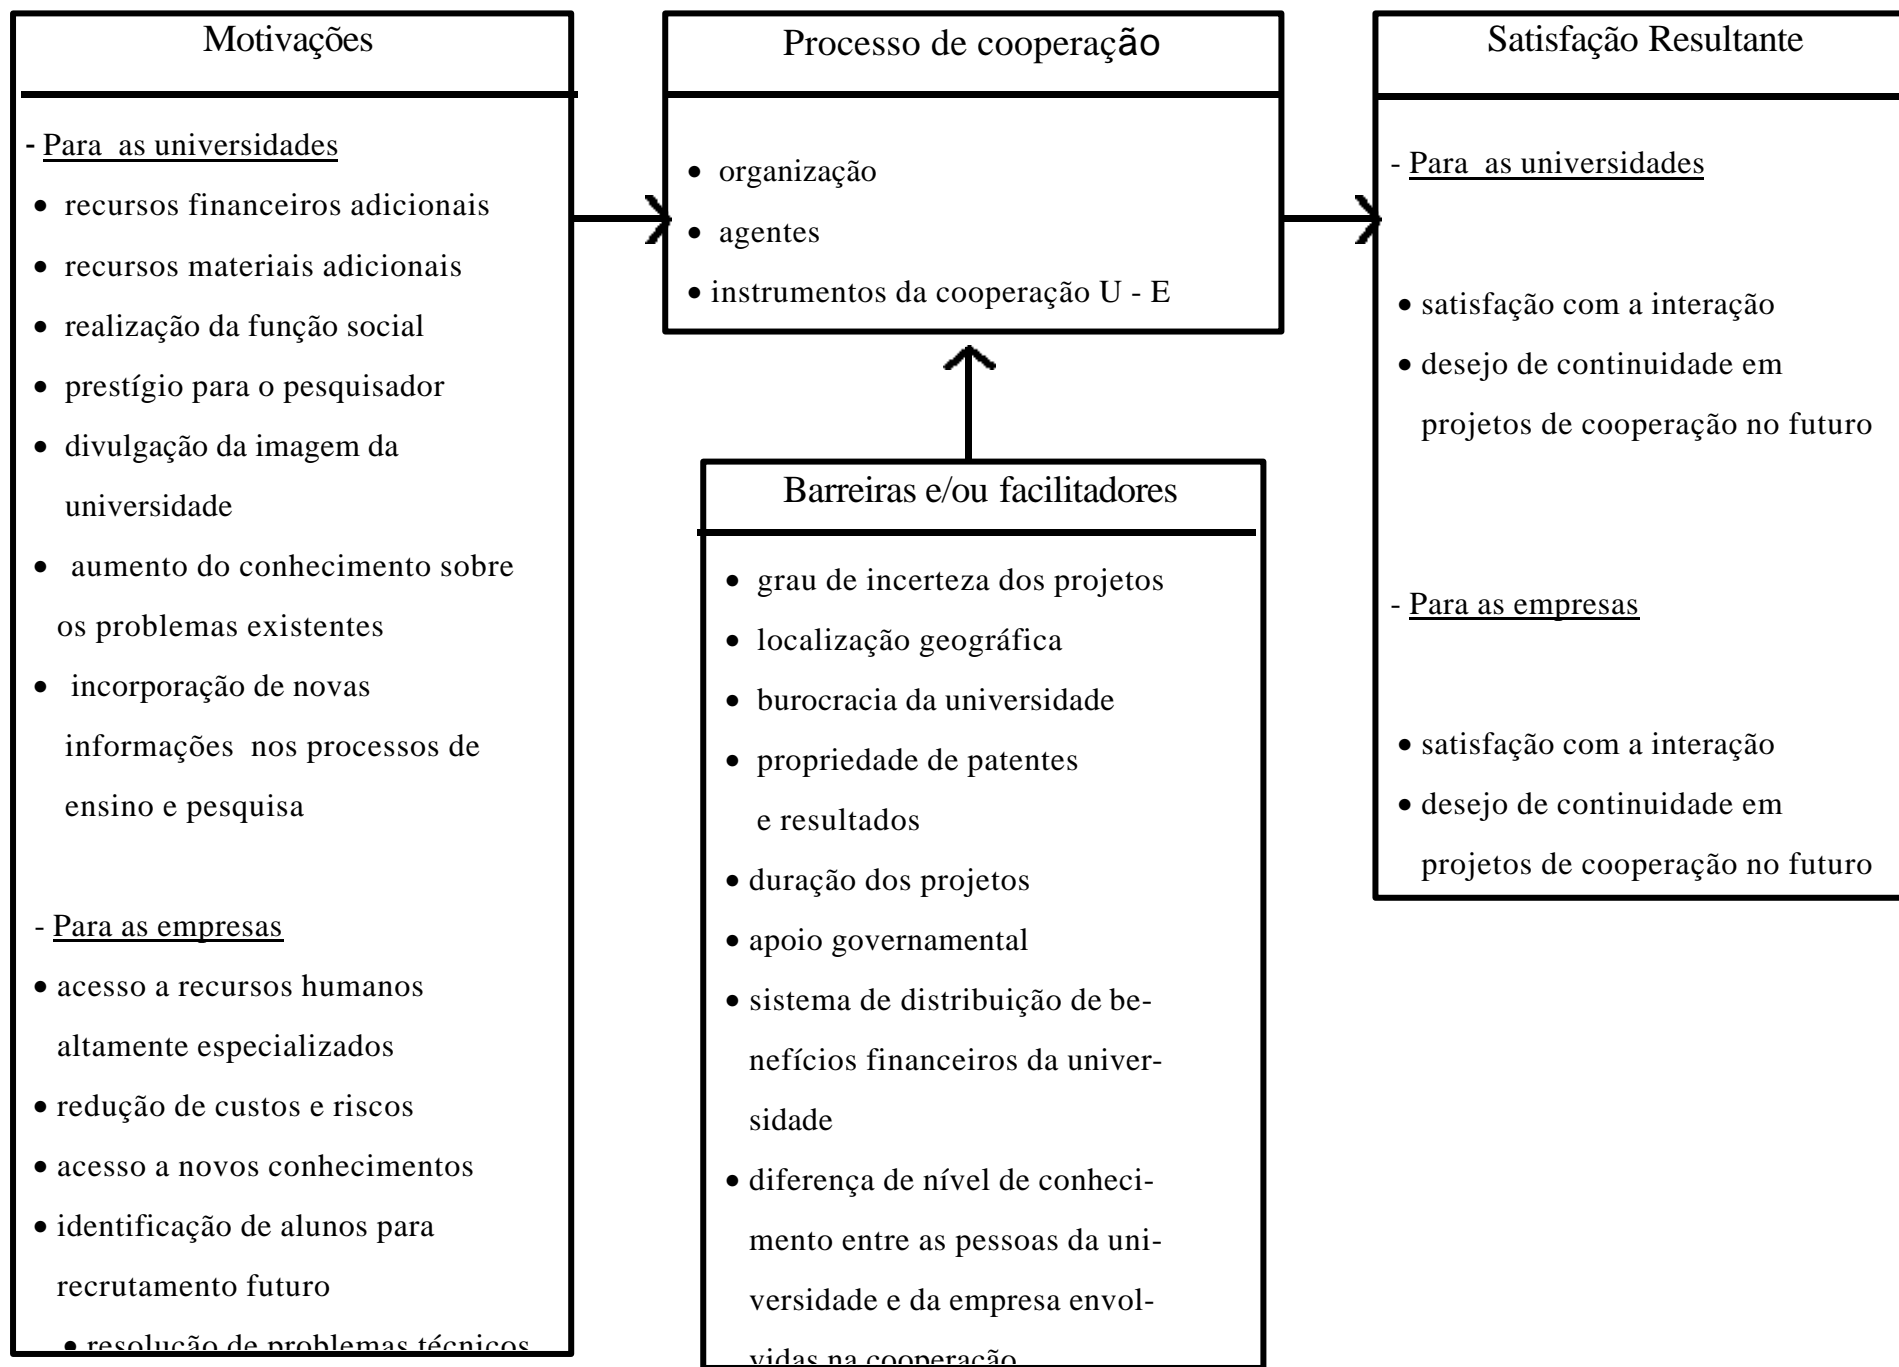 Motivações
- Para as universidades
• recursos financeiros adicionais
• recursos materiais adicionais
• realização da função social
• prestígio para o pesquisador
• divulgação da imagem da
universidade
• aumento do conhecimento sobre
os problemas existentes
• incorporação de novas
informações nos processos de
ensino e pesquisa
- Para as empresas
• acesso a recursos humanos
altamente especializados
• redução de custos e riscos
• acesso a novos conhecimentos
• identificação de alunos para
recrutamento futuro
• resolução de problemas técnicos
Processo de cooperação
• organização
• agentes
• instrumentos da cooperação U - E
Barreiras e/ou facilitadores
• grau de incerteza dos projetos
• localização geográfica
• burocracia da universidade
• propriedade de patentes
e resultados
• duração dos projetos
• apoio governamental
• sistema de distribuição de be-
nefícios financeiros da univer-
sidade
• diferença de nível de conheci-
mento entre as pessoas da uni-
versidade e da empresa envol-
vidas na cooperação
Satisfação Resultante
- Para as universidades
• satisfação com a interação
• desejo de continuidade em
projetos de cooperação no futuro
- Para as empresas
• satisfação com a interação
• desejo de continuidade em
projetos de cooperação no futuro